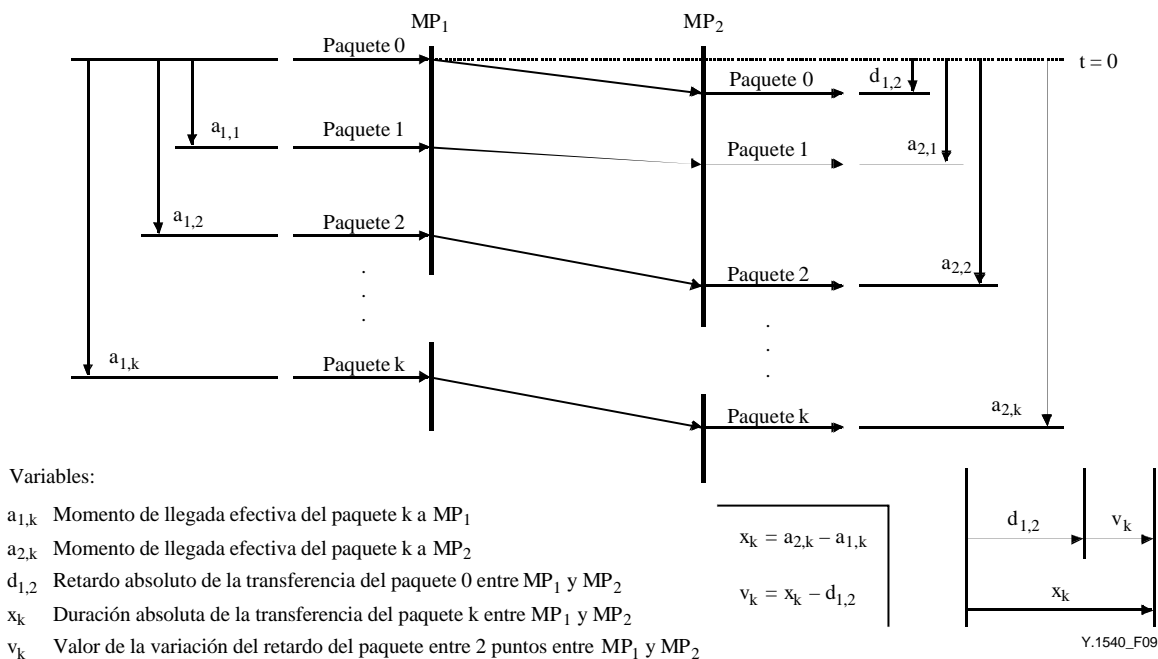 MP1 MP2
Paquete 0
t = 0
Paquete 0 d1,2
a1,1 Paquete 1
Paquete 1 a2,1
a1,2 Paquete 2
Paquete 2 a2,2
.
.
.
.
.
.
a1,k Paquete k
Paquete k a2,k
Variables:
a1,k Momento de llegada efectiva del paquete k a MP1
a2,k Momento de llegada efectiva del paquete k a MP2
d1,2 Retardo absoluto de la transferencia del paquete 0 entre MP1 y MP2
xk Duración absoluta de la transferencia del paquete k entre MP1 y MP2
vk Valor de la variación del retardo del paquete entre 2 puntos entre MP1 y MP2
xk = a2,k – a1,k
vk = xk – d1,2
d1,2 vk
xk
Y.1540_F09